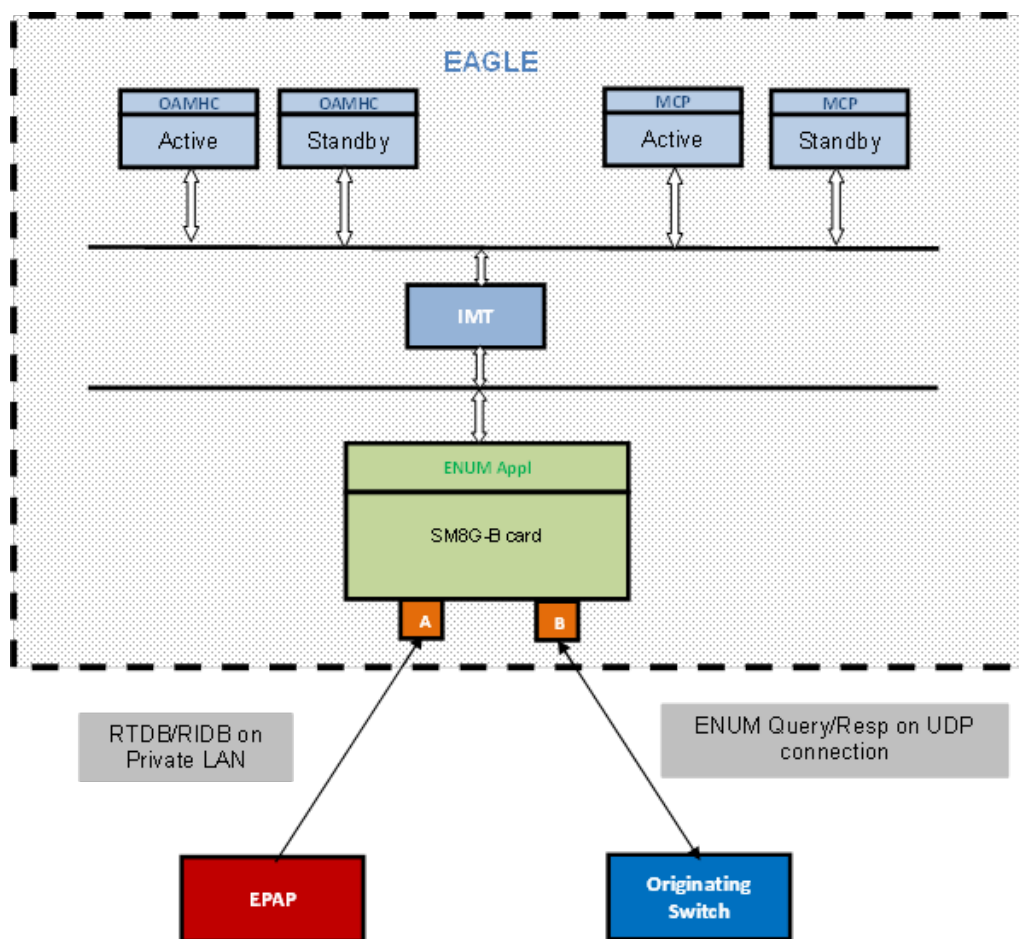 EAGLE
OAMHC
Active
OAMHC
Standby
MCP
Active
MCP
Standby
IMT
ENUM Appl
SM8G-B card
A
B
RTDB/RIDB on
Private LAN
ENUM Query/Resp on UDP
connection
EPAP
Originating
Switch